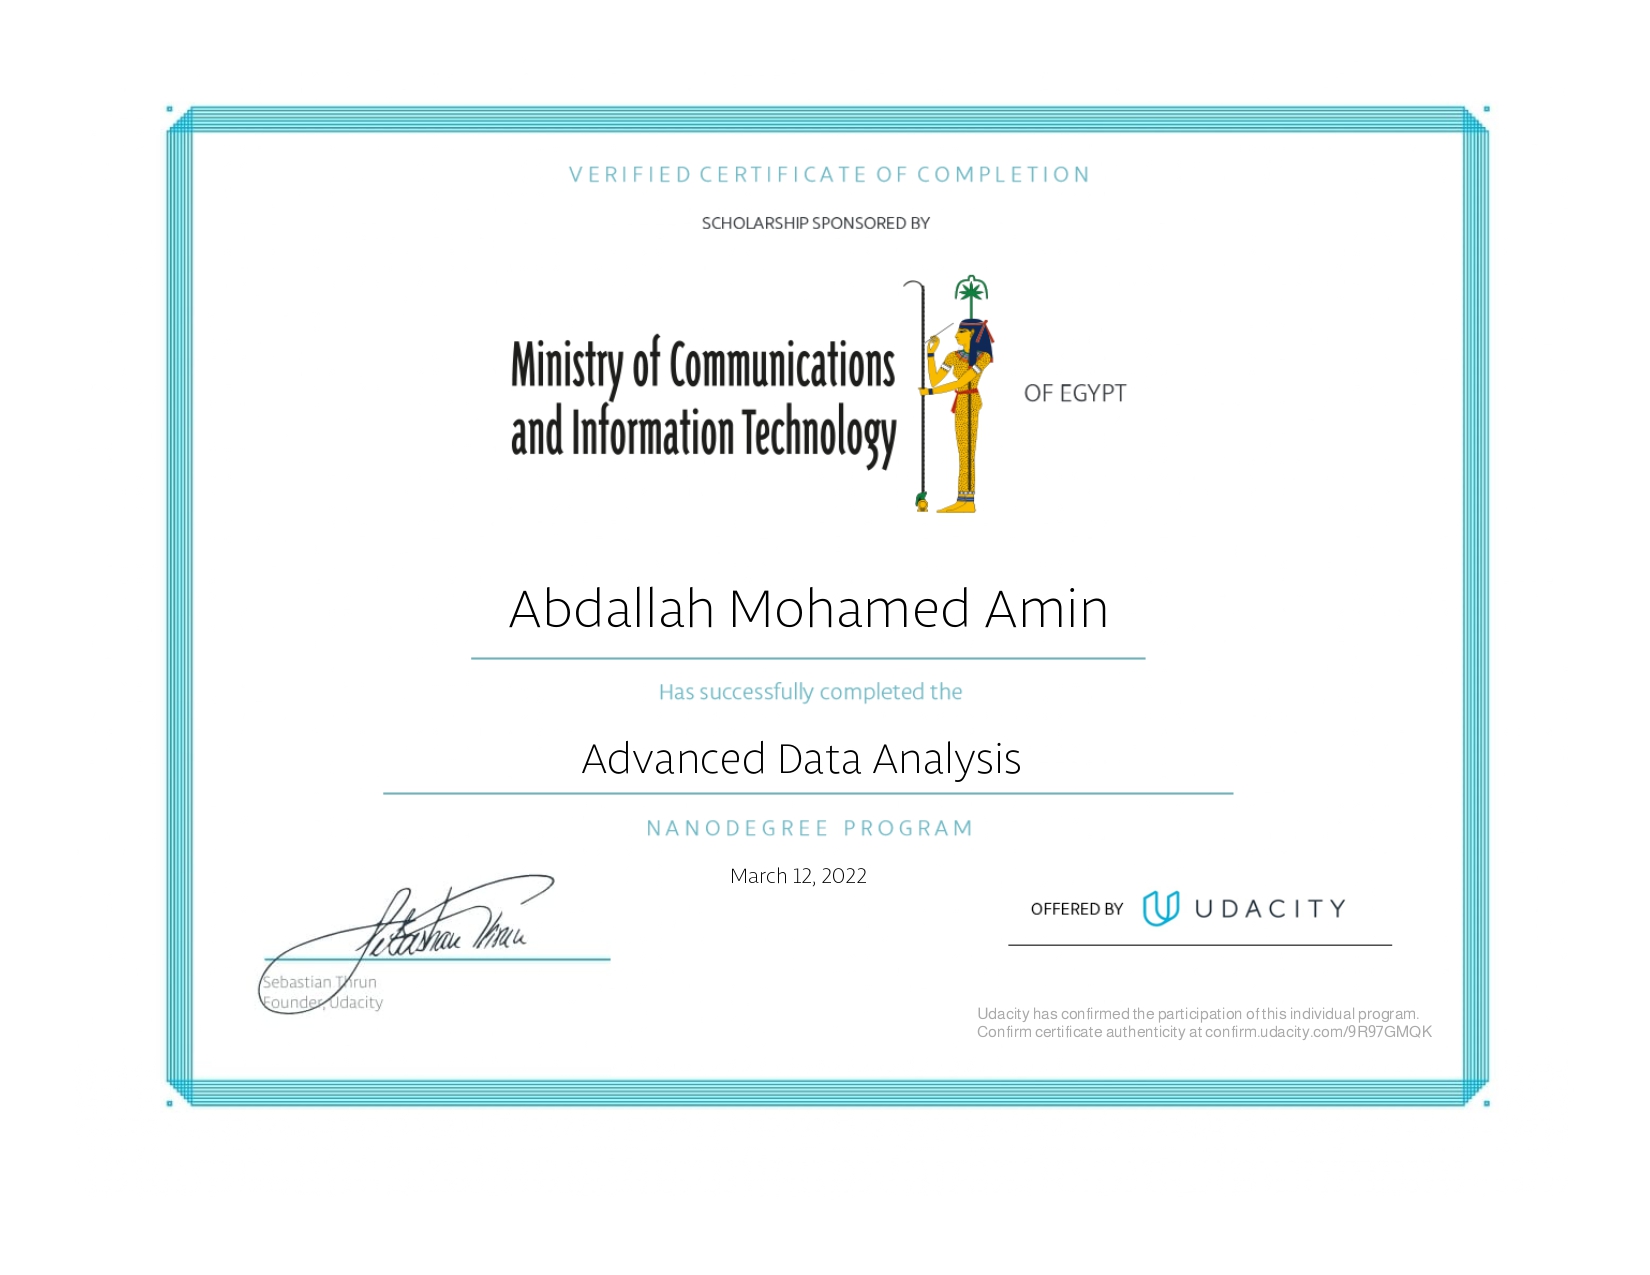 VERIFIED CERTIFICATE OF COMPLETION
SCHOLARSHIP SPONSORED BY
Ministry of Communications
and Information Technology
OF EGYPT
Abdallah Mohamed Amin
Has successfully completed the
Advanced Data Analysis
NANODEGREE PROGRAM
March 12, 2022
Sebastian Thrun
Sebastian Thrun
Founder, Udacity
OFFERED BY UDACITY
Udacity has confirmed the participation of this individual program.
Confirm certificate authenticity at confirm.udacity.com/9R97GMQK